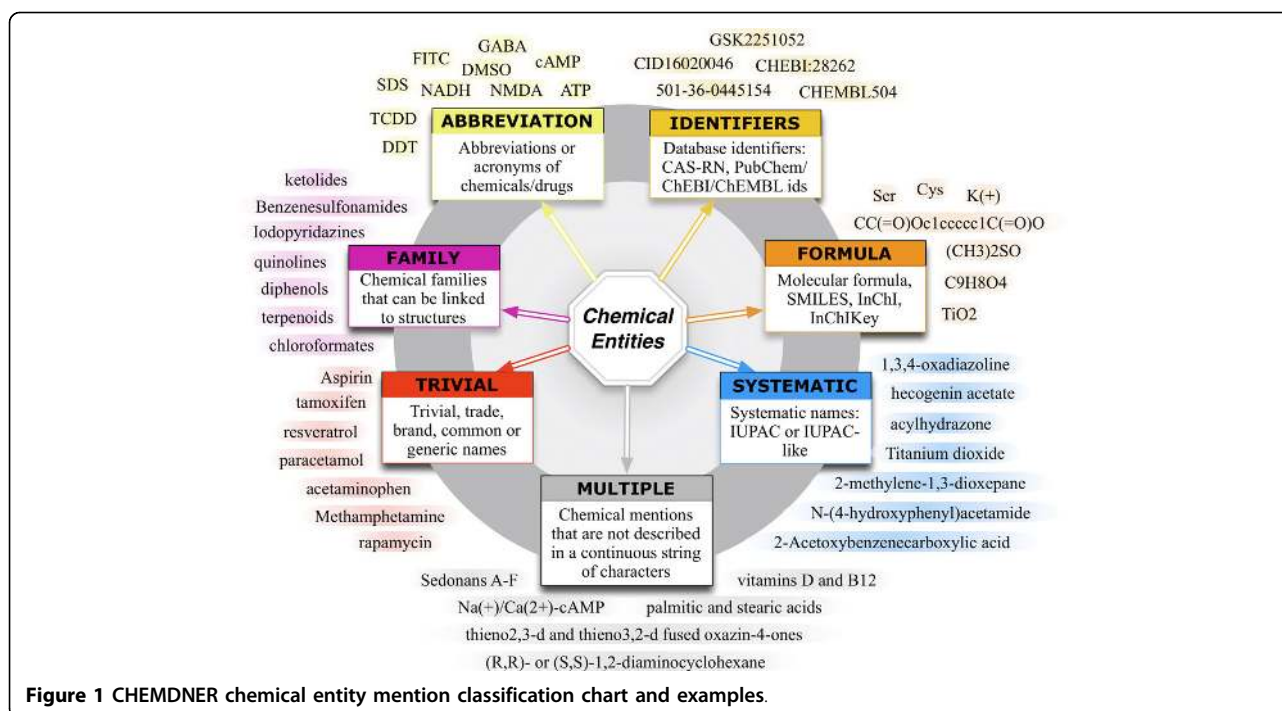 GABA
FITC
DMSO
cAMP
SDS
NADH
NMDA
ATP
TCDD
DDT
ABBREVIATION
Abbreviations or
acronyms of
chemicals/drugs
GSK2251052
CID16020046
CHEBI:28262
501-36-0445154
CHEMBL504
IDENTIFIERS
Database identifiers:
CAS-RN, PubChem/
ChEBI/ChEMBL ids
Ser
Cys
K(+)
CC(=O)Oc1ccccc1C(=O)O
(CH3)2SO
C9H8O4
TiO2
FORMULA
Molecular formula,
SMILES, InChI,
InChIKey
ketolides
Benzenesulfonamides
Iodopyridazines
quinolines
diphenols
terpenoids
chloroformates
FAMILY
Chemical families
that can be linked
to structures
Chemical
Entities
Aspirin
tamoxifen
resveratrol
paracetamol
acetaminophen
Methamphetamine
rapamycin
TRIVIAL
Trivial, trade,
brand, common or
generic names
SYSTEMATIC
Systematic names:
IUPAC or IUPAC-
like
1,3,4-oxadiazoline
hecogenin acetate
acylhydrazone
Titanium dioxide
2-methylene-1,3-dioxepane
N-(4-hydroxyphenyl)acetamide
2-Acetoxybenzenecarboxylic acid
MULTIPLE
Chemical mentions
that are not described
in a continuous string
of characters
Sedonans A-F
vitamins D and B12
Na(+)/Ca(2+)-cAMP
palmitic and stearic acids
thieno2,3-d and thieno3,2-d fused oxazin-4-ones
(R,R)- or (S,S)-1,2-diaminocyclohexane
Figure 1 CHEMDNER chemical entity mention classification chart and examples.